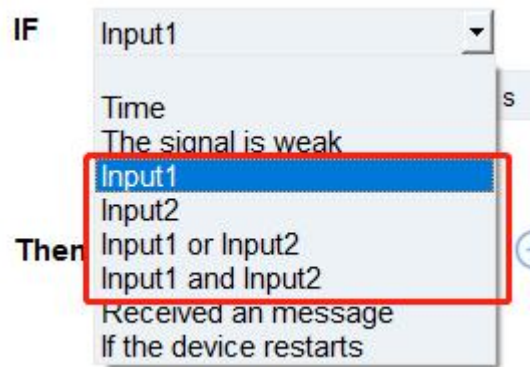 IF Input1
Time
s
The signal is weak
Input1
Input2
Then Input1 or Input2
Input1 and Input2
Received an message
If the device restarts